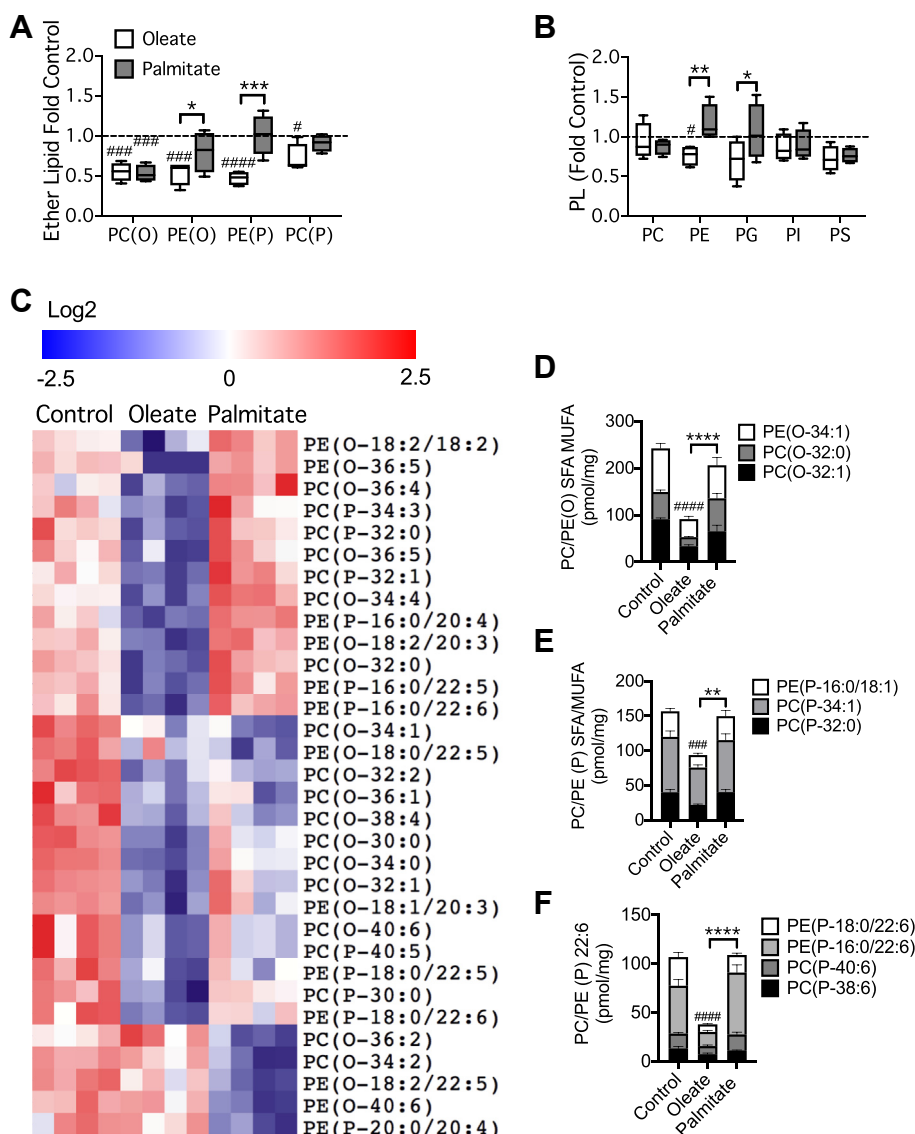 A
Oleate
Palmitate
Ether Lipid Fold Control
2.0
1.5
1.0
0.5
0.0
###
###
###
*
####
***
#
PC(O)
PE(O)
PE(P)
PC(P)
B
PL (Fold Control)
2.0
1.5
1.0
0.5
0.0
#
**
*
PC
PE
PG
PI
PS
C
Log2
-2.5
0
2.5
Control
Oleate
Palmitate
PE(O-18:2/18:2)
PE(O-36:5)
PC(O-36:4)
PC(P-34:3)
PC(P-32:0)
PC(O-36:5)
PC(P-32:1)
PC(O-34:4)
PE(P-16:0/20:4)
PE(O-18:2/20:3)
PC(O-32:0)
PE(P-16:0/22:5)
PE(P-16:0/22:6)
PC(O-34:1)
PE(O-18:0/22:5)
PC(O-32:2)
PC(O-36:1)
PC(O-38:4)
PC(O-30:0)
PC(O-34:0)
PC(O-32:1)
PE(O-18:1/20:3)
PC(O-40:6)
PC(P-40:5)
PE(P-18:0/22:5)
PC(P-30:0)
PE(P-18:0/22:6)
PC(O-36:2)
PC(O-34:2)
PE(O-18:2/22:5)
PE(O-40:6)
PE(P-20:0/20:4)
D
PC/PE(O) SFA MUFA
(pmol/mg)
300
200
100
0
####
****
PE(O-34:1)
PC(O-32:0)
PC(O-32:1)
Control
Oleate
Palmitate
E
PC/PE (P) SFA/MUFA
(pmol/mg)
200
150
100
50
0
###
**
PE(P-16:0/18:1)
PC(P-34:1)
PC(P-32:0)
Control
Oleate
Palmitate
F
PC/PE (P) 22:6
(pmol/mg)
150
100
50
0
####
****
PE(P-18:0/22:6)
PE(P-16:0/22:6)
PC(P-40:6)
PC(P-38:6)
Control
Oleate
Palmitate